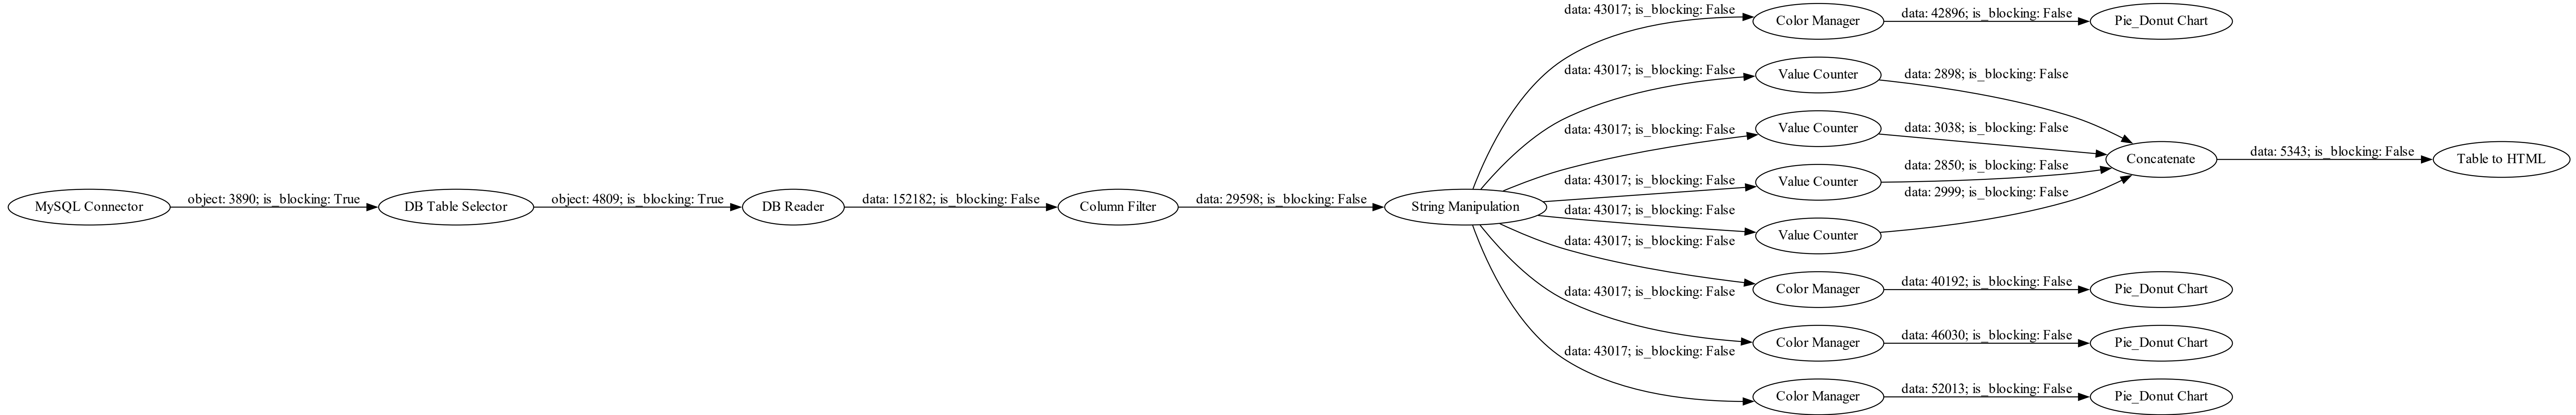 data: 43017; is_blocking: False
Color Manager
data: 42896; is_blocking: False
Pie_Donut Chart
data: 43017; is_blocking: False
Value Counter
data: 2898; is_blocking: False
data: 43017; is_blocking: False
Value Counter
data: 3038; is_blocking: False
Concatenate
data: 5343; is_blocking: False
Table to HTML
data: 43017; is_blocking: False
Value Counter
data: 2850; is_blocking: False
MySQL Connector
object: 3890; is_blocking: True
DB Table Selector
object: 4809; is_blocking: True
DB Reader
data: 152182; is_blocking: False
Column Filter
data: 29598; is_blocking: False
String Manipulation
data: 43017; is_blocking: False
Value Counter
data: 2999; is_blocking: False
data: 43017; is_blocking: False
Color Manager
data: 40192; is_blocking: False
Pie_Donut Chart
data: 43017; is_blocking: False
Color Manager
data: 46030; is_blocking: False
Pie_Donut Chart
data: 43017; is_blocking: False
Color Manager
data: 52013; is_blocking: False
Pie_Donut Chart